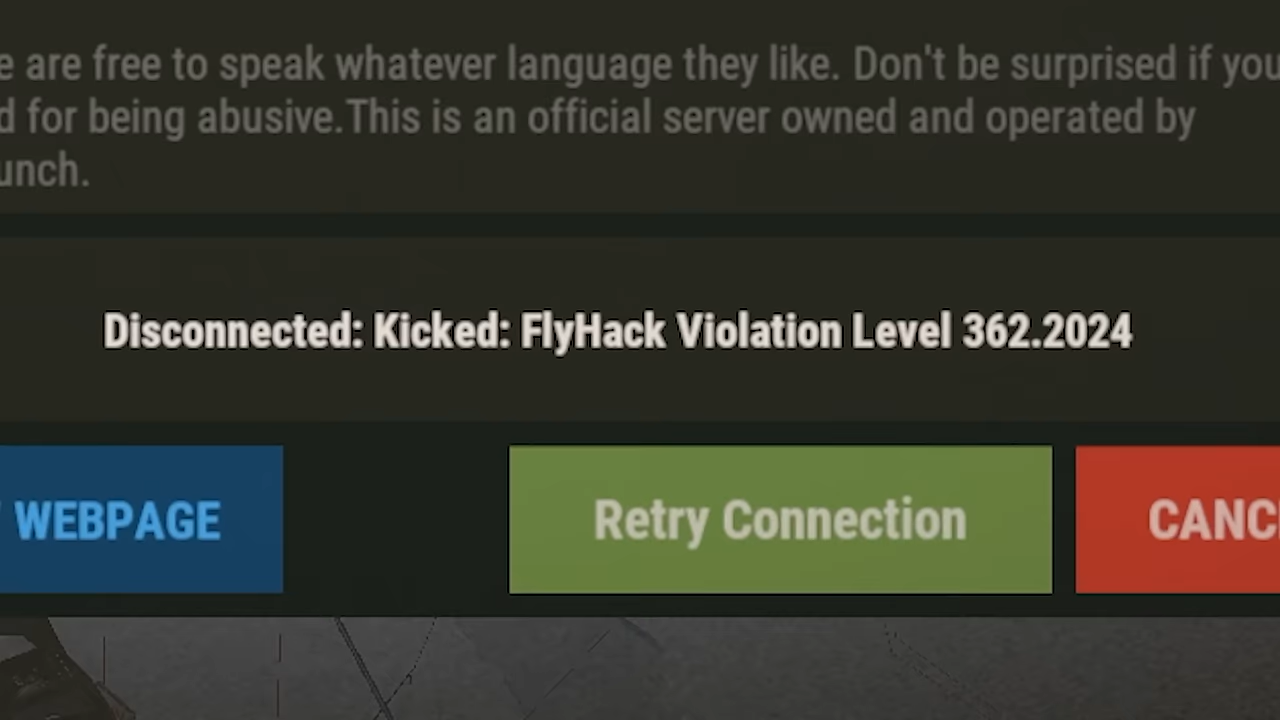 are free to speak whatever language they like. Don't be surprised if you
for being abusive.This is an official server owned and operated by
unch.
Disconnected: Kicked: FlyHack Violation Level 362.2024
WEBPAGE
Retry Connection
CANC